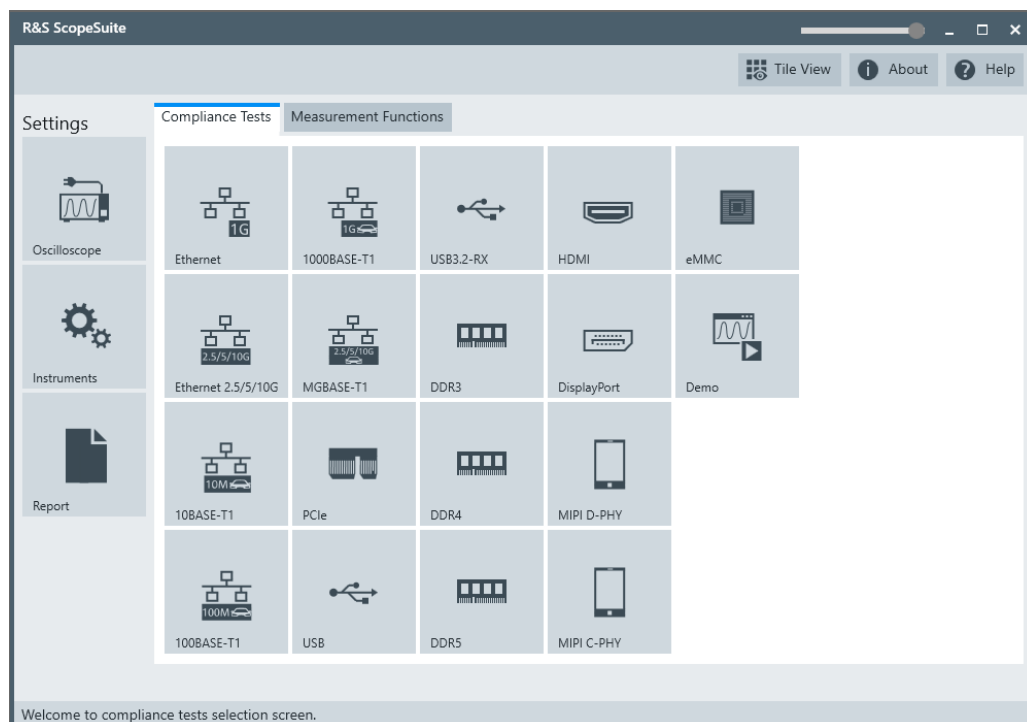 R&S ScopeSuite
Tile View
About
Help
Settings
Compliance Tests
Measurement Functions
Oscilloscope
Instruments
Report
1G
Ethernet
1G
1000BASE-T1
USB3.2-RX
HDMI
eMMC
2.5/5/10G
Ethernet 2.5/5/10G
2.5/5/10G
MGBASE-T1
DDR3
DisplayPort
Demo
10M
10BASE-T1
PCIe
DDR4
MIPI D-PHY
100M
100BASE-T1
USB
DDR5
MIPI C-PHY
Welcome to compliance tests selection screen.